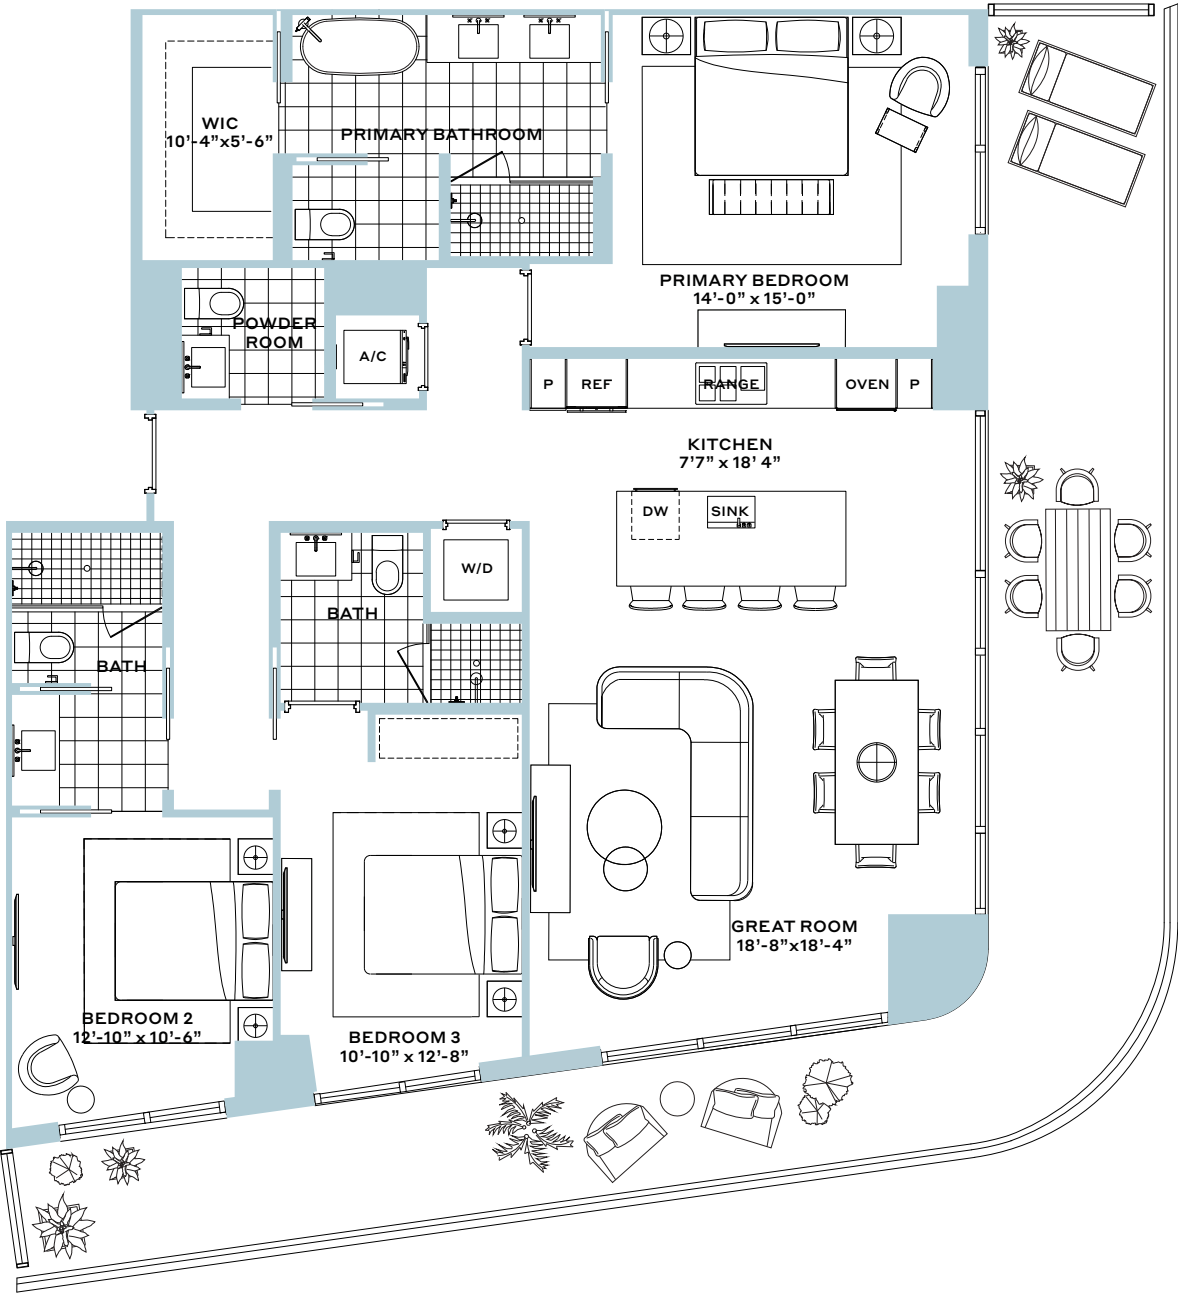 WIC
10’-4”x5’-6”
PRIMARY BATHROOM
PRIMARY BEDROOM
14’-0” x 15’-0”
POWDER
ROOM
A/C
P
REF
RANGE
OVEN
P
KITCHEN
7’7” x 18’ 4”
DW
SINK
W/D
BATH
BATH
GREAT ROOM
18’-8”x18’-4”
BEDROOM 2
12’-10” x 10’-6”
BEDROOM 3
10’-10” x 12’-8”